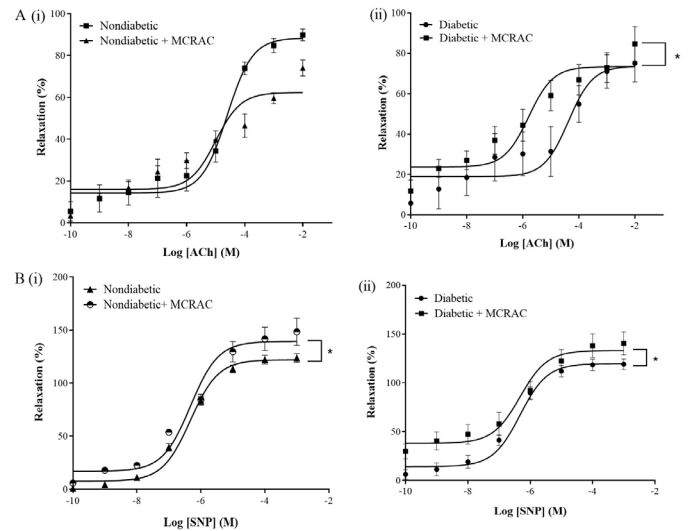 A (i)
Nondiabetic
Nondiabetic + MCRAC
Relaxation (%)
100
80
60
40
20
0
-10
-8
-6
-4
-2
Log [ACh] (M)
(ii)
Diabetic
Diabetic + MCRAC
*
Relaxation (%)
100
80
60
40
20
0
-10
-8
-6
-4
-2
Log [ACh] (M)
B (i)
Nondiabetic
Nondiabetic+ MCRAC
*
Relaxation (%)
200
150
100
50
0
-10
-8
-6
-4
-2
Log [SNP] (M)
(ii)
Diabetic
Diabetic + MCRAC
*
Relaxation (%)
200
150
100
50
0
-10
-8
-6
-4
-2
Log [SNP] (M)